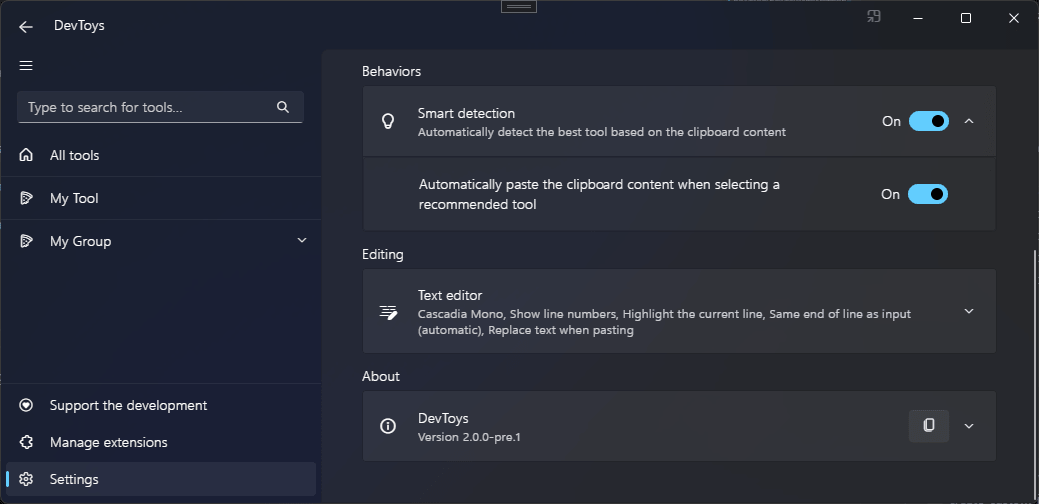 DevToys
Type to search for tools...
All tools
My Tool
My Group
Support the development
Manage extensions
Settings
Behaviors
Smart detection
Automatically detect the best tool based on the clipboard content
On
Automatically paste the clipboard content when selecting a
recommended tool
On
Editing
Text editor
Cascadia Mono, Show line numbers, Highlight the current line, Same end of line as input
(automatic), Replace text when pasting
About
DevToys
Version 2.0.0-pre.1